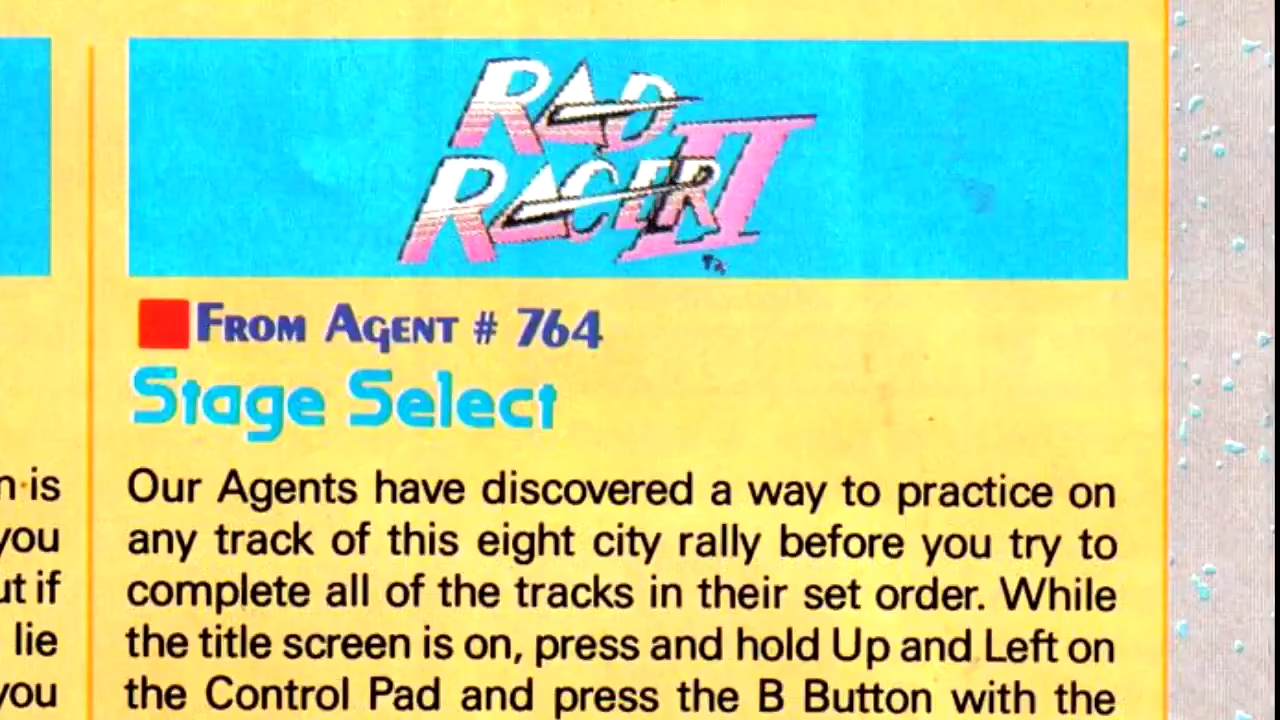 RAD
RACER II
TM
FROM AGENT # 764
Stage Select
Our Agents have discovered a way to practice on
any track of this eight city rally before you try to
complete all of the tracks in their set order. While
the title screen is on, press and hold Up and Left on
the Control Pad and press the B Button with the
is
you
if
lie
you